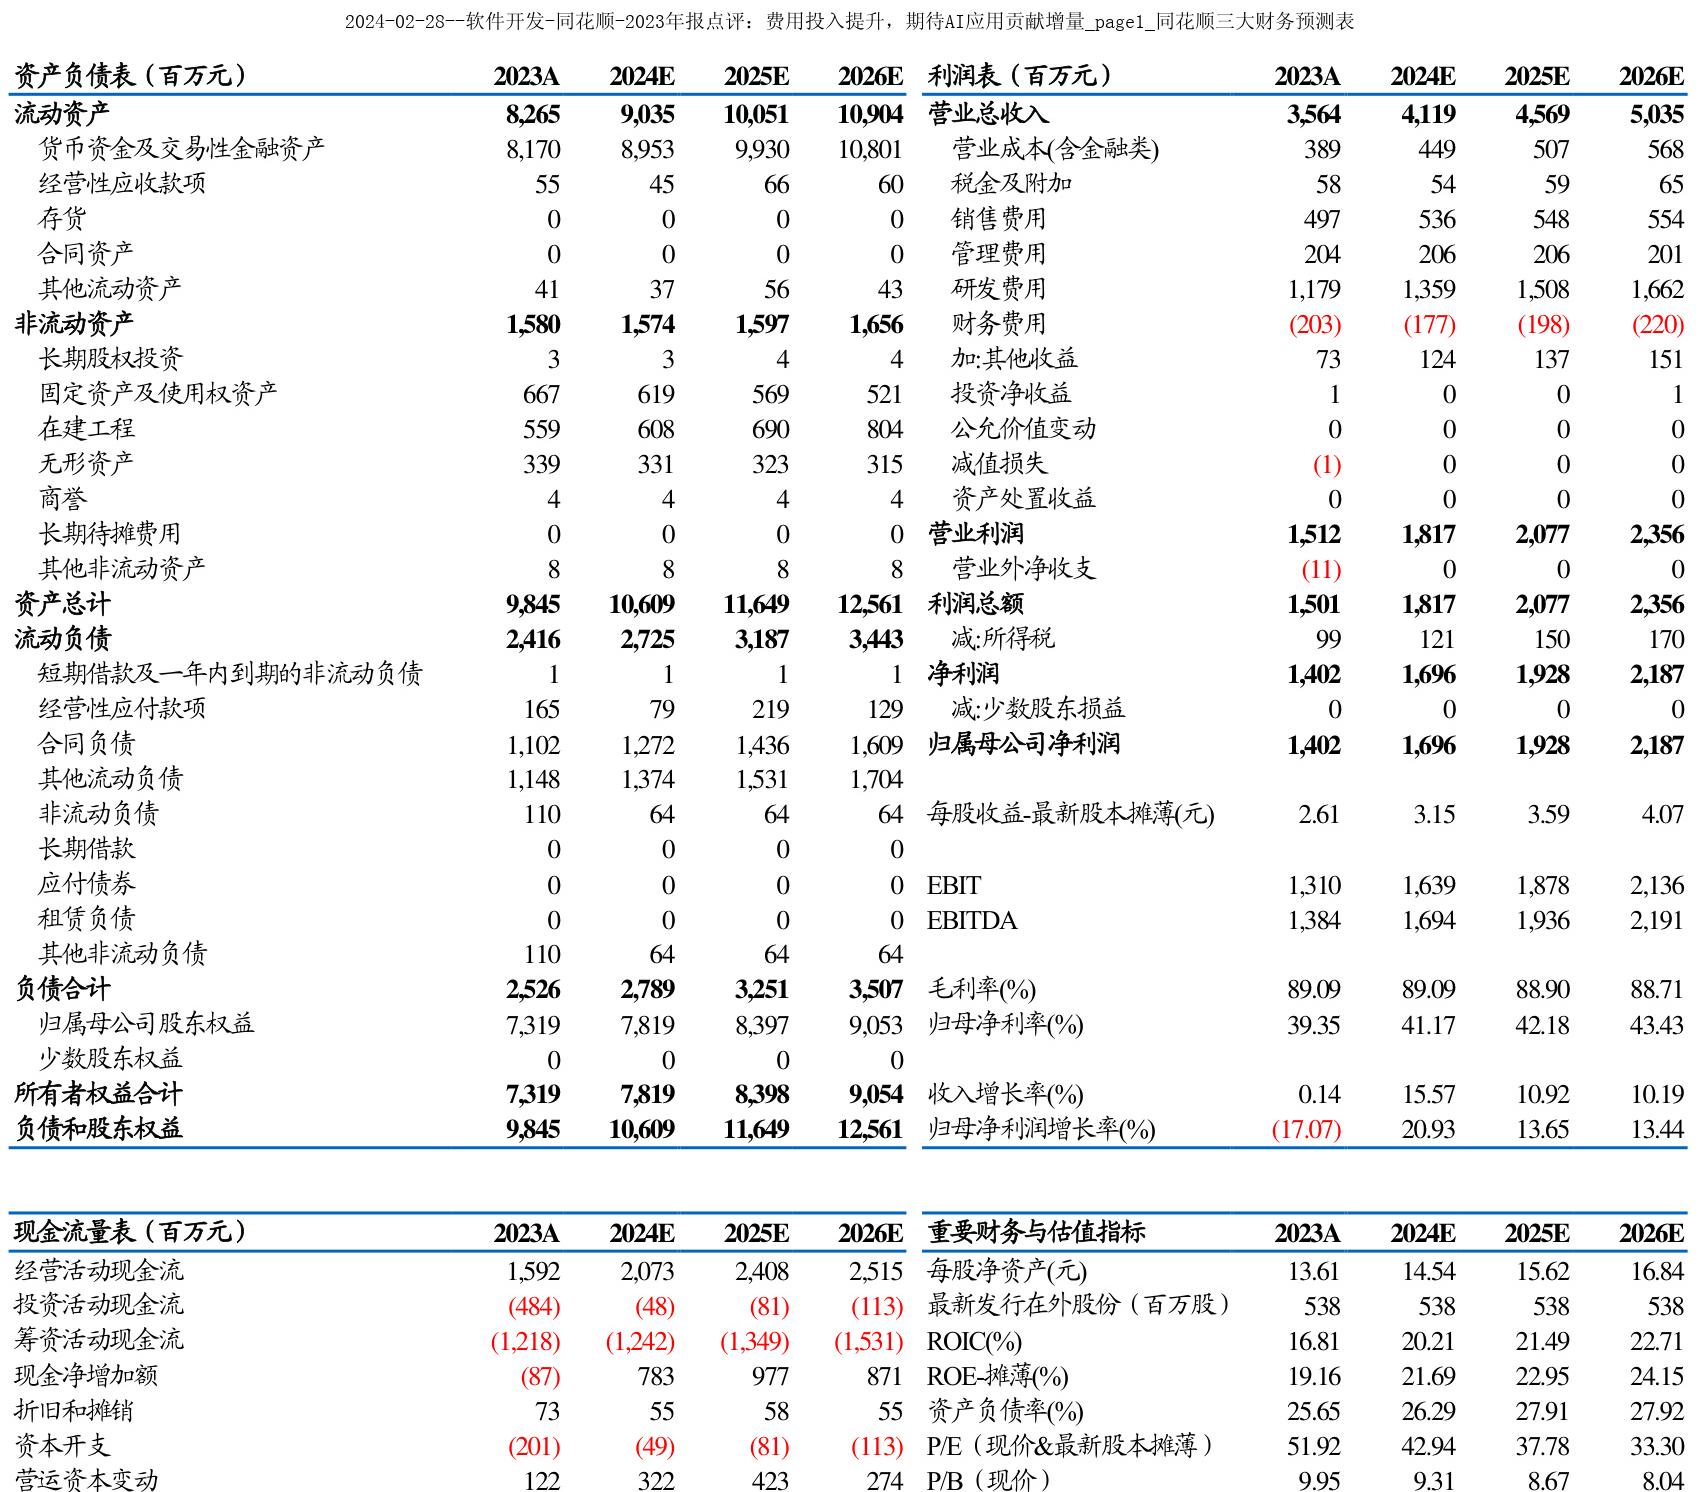 2024-02-28--软件开发-同花顺-2023年报点评：费用投入提升，期待AI应用贡献增量_page1_同花顺三大财务预测表
资产负债表（百万元） 2023A 2024E 2025E 2026E
流动资产 8,265 9,035 10,051 10,904
货币资金及交易性金融资产 8,170 8,953 9,930 10,801
经营性应收款项 55 45 66 60
存货 0 0 0 0
合同资产 0 0 0 0
其他流动资产 41 37 56 43
非流动资产 1,580 1,574 1,597 1,656
长期股权投资 3 3 4 4
固定资产及使用权资产 667 619 569 521
在建工程 559 608 690 804
无形资产 339 331 323 315
商誉 4 4 4 4
长期待摊费用 0 0 0 0
其他非流动资产 8 8 8 8
资产总计 9,845 10,609 11,649 12,561
流动负债 2,416 2,725 3,187 3,443
短期借款及一年内到期的非流动负债 1 1 1 1
经营性应付款项 165 79 219 129
合同负债 1,102 1,272 1,436 1,609
其他流动负债 1,148 1,374 1,531 1,704
非流动负债 110 64 64 64
长期借款 0 0 0 0
应付债券 0 0 0 0
租赁负债 0 0 0 0
其他非流动负债 110 64 64 64
负债合计 2,526 2,789 3,251 3,507
归属母公司股东权益 7,319 7,819 8,397 9,053
少数股东权益 0 0 0 0
所有者权益合计 7,319 7,819 8,398 9,054
负债和股东权益 9,845 10,609 11,649 12,561
利润表（百万元） 2023A 2024E 2025E 2026E
营业总收入 3,564 4,119 4,569 5,035
营业成本(含金融类) 389 449 507 568
税金及附加 58 54 59 65
销售费用 497 536 548 554
管理费用 204 206 206 201
研发费用 1,179 1,359 1,508 1,662
财务费用 (203) (177) (198) (220)
加:其他收益 73 124 137 151
投资净收益 1 0 0 1
公允价值变动 0 0 0 0
减值损失 (1) 0 0 0
资产处置收益 0 0 0 0
营业利润 1,512 1,817 2,077 2,356
营业外净收支 (11) 0 0 0
利润总额 1,501 1,817 2,077 2,356
减:所得税 99 121 150 170
净利润 1,402 1,696 1,928 2,187
减:少数股东损益 0 0 0 0
归属母公司净利润 1,402 1,696 1,928 2,187
每股收益-最新股本摊薄(元) 2.61 3.15 3.59 4.07
EBIT 1,310 1,639 1,878 2,136
EBITDA 1,384 1,694 1,936 2,191
毛利率(%) 89.09 89.09 88.90 88.71
归母净利率(%) 39.35 41.17 42.18 43.43
收入增长率(%) 0.14 15.57 10.92 10.19
归母净利润增长率(%) (17.07) 20.93 13.65 13.44
现金流量表（百万元） 2023A 2024E 2025E 2026E
经营活动现金流 1,592 2,073 2,408 2,515
投资活动现金流 (484) (48) (81) (113)
筹资活动现金流 (1,218) (1,242) (1,349) (1,531)
现金净增加额 (87) 783 977 871
折旧和摊销 73 55 58 55
资本开支 (201) (49) (81) (113)
营运资本变动 122 322 423 274
重要财务与估值指标 2023A 2024E 2025E 2026E
每股净资产(元) 13.61 14.54 15.62 16.84
最新发行在外股份（百万股） 538 538 538 538
ROIC(%) 16.81 20.21 21.49 22.71
ROE-摊薄(%) 19.16 21.69 22.95 24.15
资产负债率(%) 25.65 26.29 27.91 27.92
P/E（现价&最新股本摊薄） 51.92 42.94 37.78 33.30
P/B（现价） 9.95 9.31 8.67 8.04